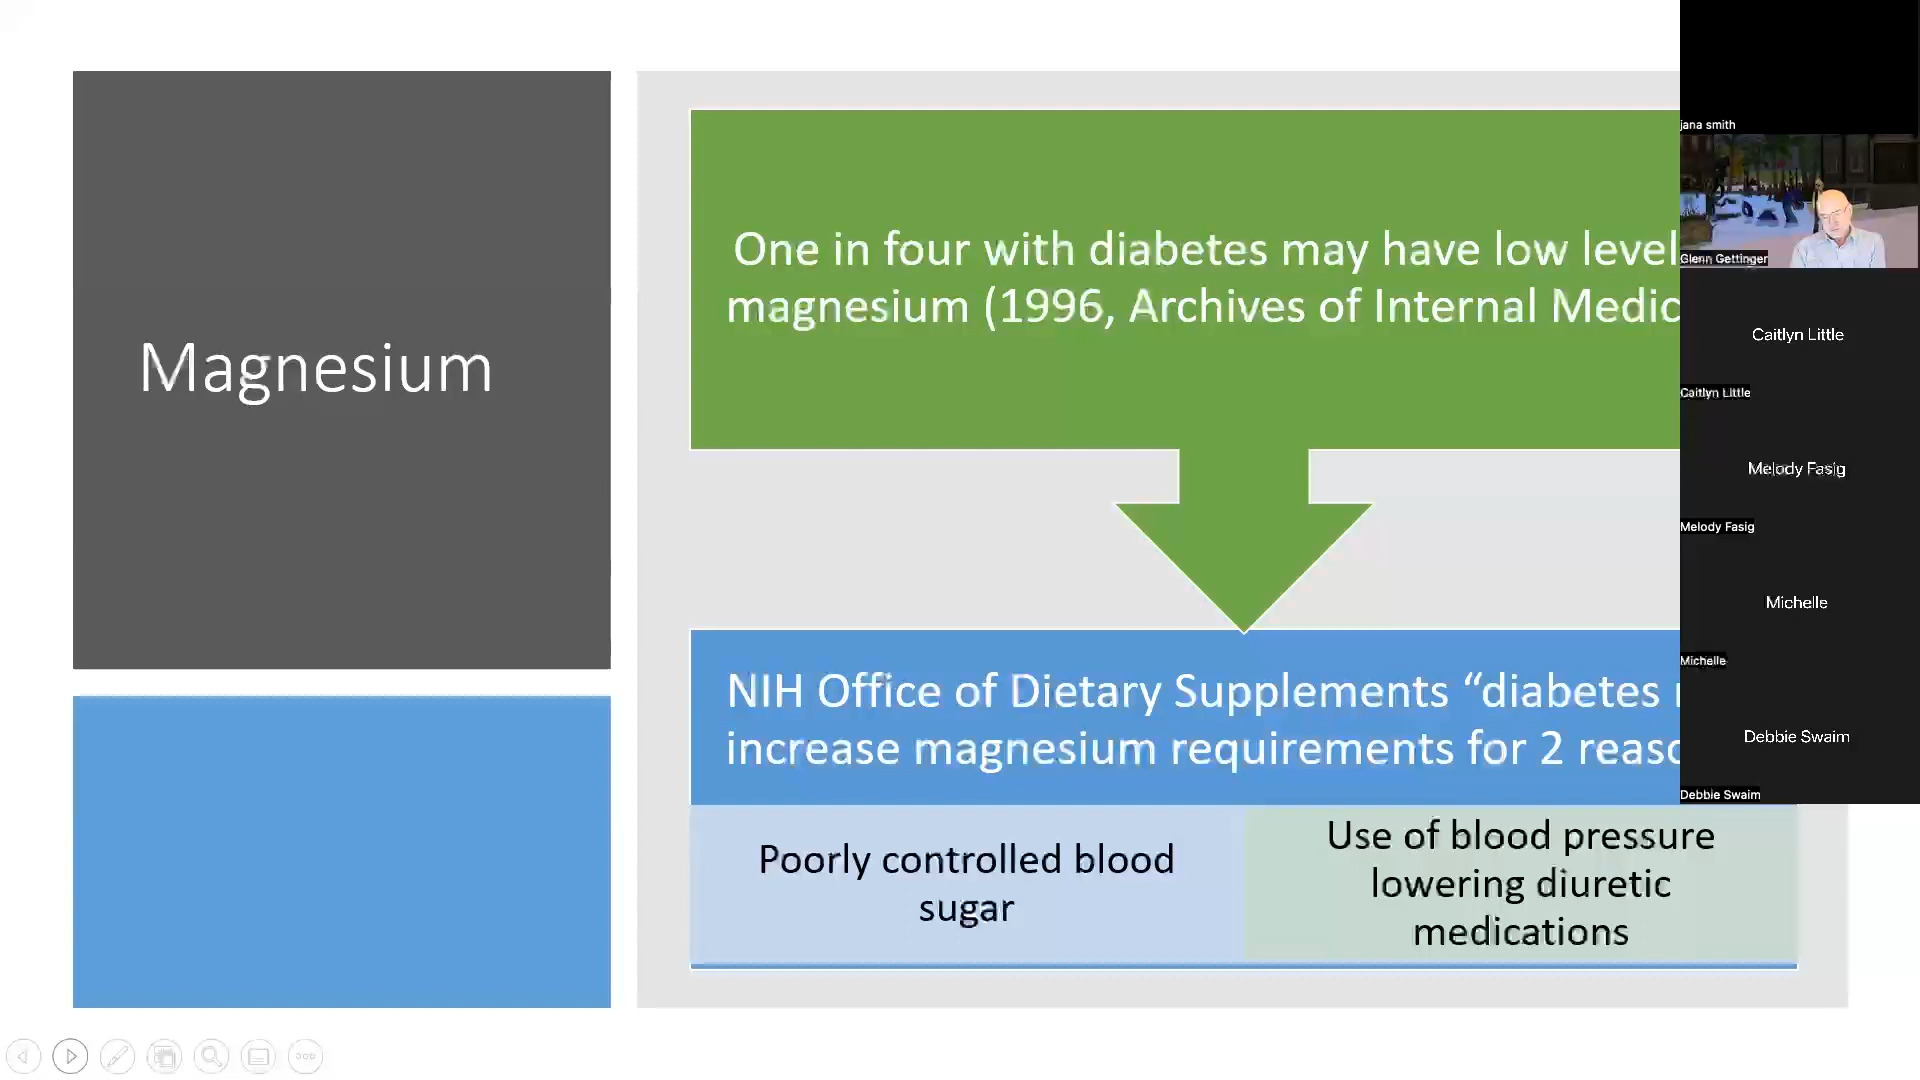 Magnesium
One in four with diabetes may have low level
magnesium (1996, Archives of Internal Medic
NIH Office of Dietary Supplements “diabetes
increase magnesium requirements for 2 reaso
Poorly controlled blood
sugar
Use of blood pressure
lowering diuretic
medications
jana smith
Glenn Gettinger
Caitlyn Little
Caitlyn Little
Melody Fasig
Melody Fasig
Michelle
Michelle
Debbie Swaim
Debbie Swaim